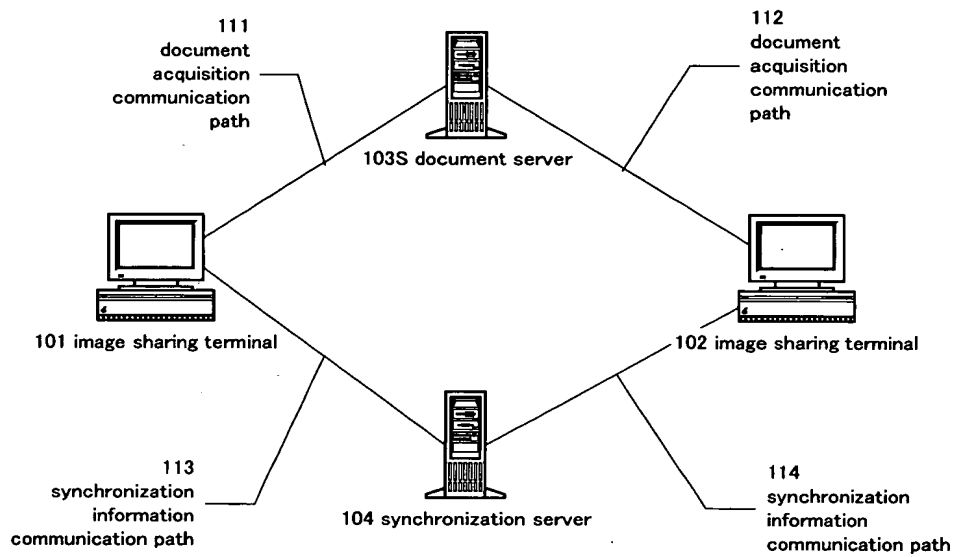 111
document
acquisition
communication
path
112
document
acquisition
communication
path
103S document server
101 image sharing terminal
102 image sharing terminal
113
synchronization
information
communication path
104 synchronization server
114
synchronization
information
communication path